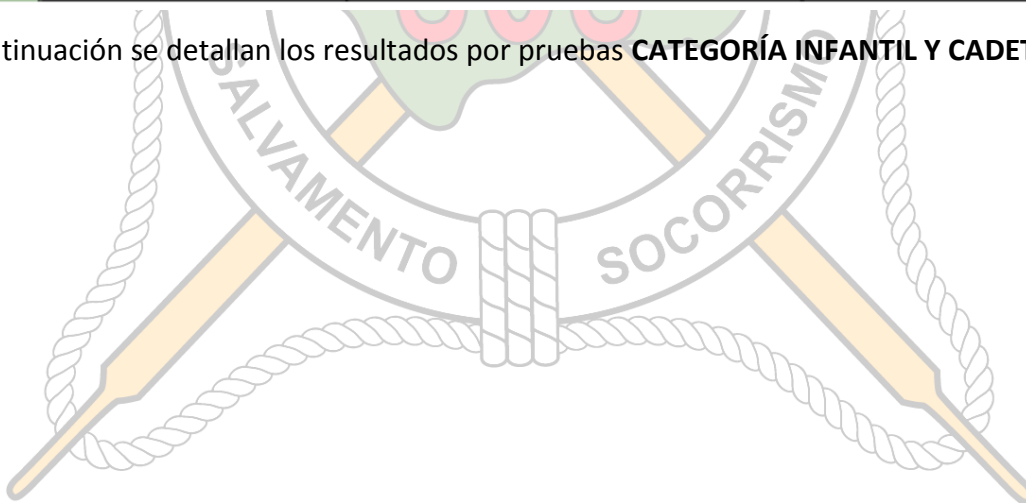 tinuación se detallan los resultados por pruebas CATEGORÍA INFANTIL Y CADET
SALVAMENTO SOCORRISMO